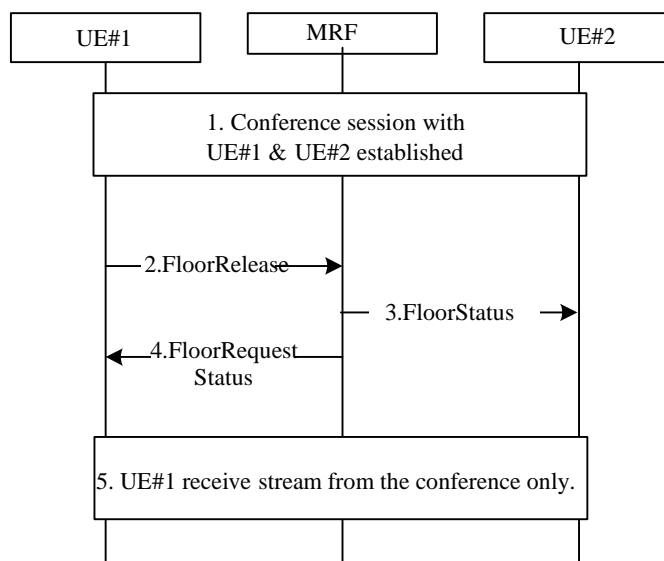 UE#1
MRF
UE#2
1. Conference session with
UE#1 & UE#2 established
2.FloorRelease
3.FloorStatus
4.FloorRequest
Status
5. UE#1 receive stream from the conference only.